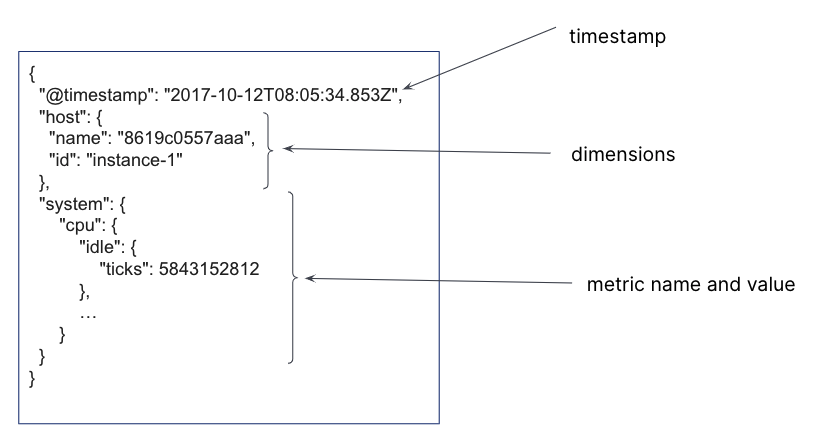 timestamp
{
"@timestamp": "2017-10-12T08:05:34.853Z",
"host": {
"name": "8619c0557aaa",
"id": "instance-1"
},
dimensions
"system": {
"cpu": {
"idle": {
"ticks": 5843152812
},
...
}
}
}
metric name and value